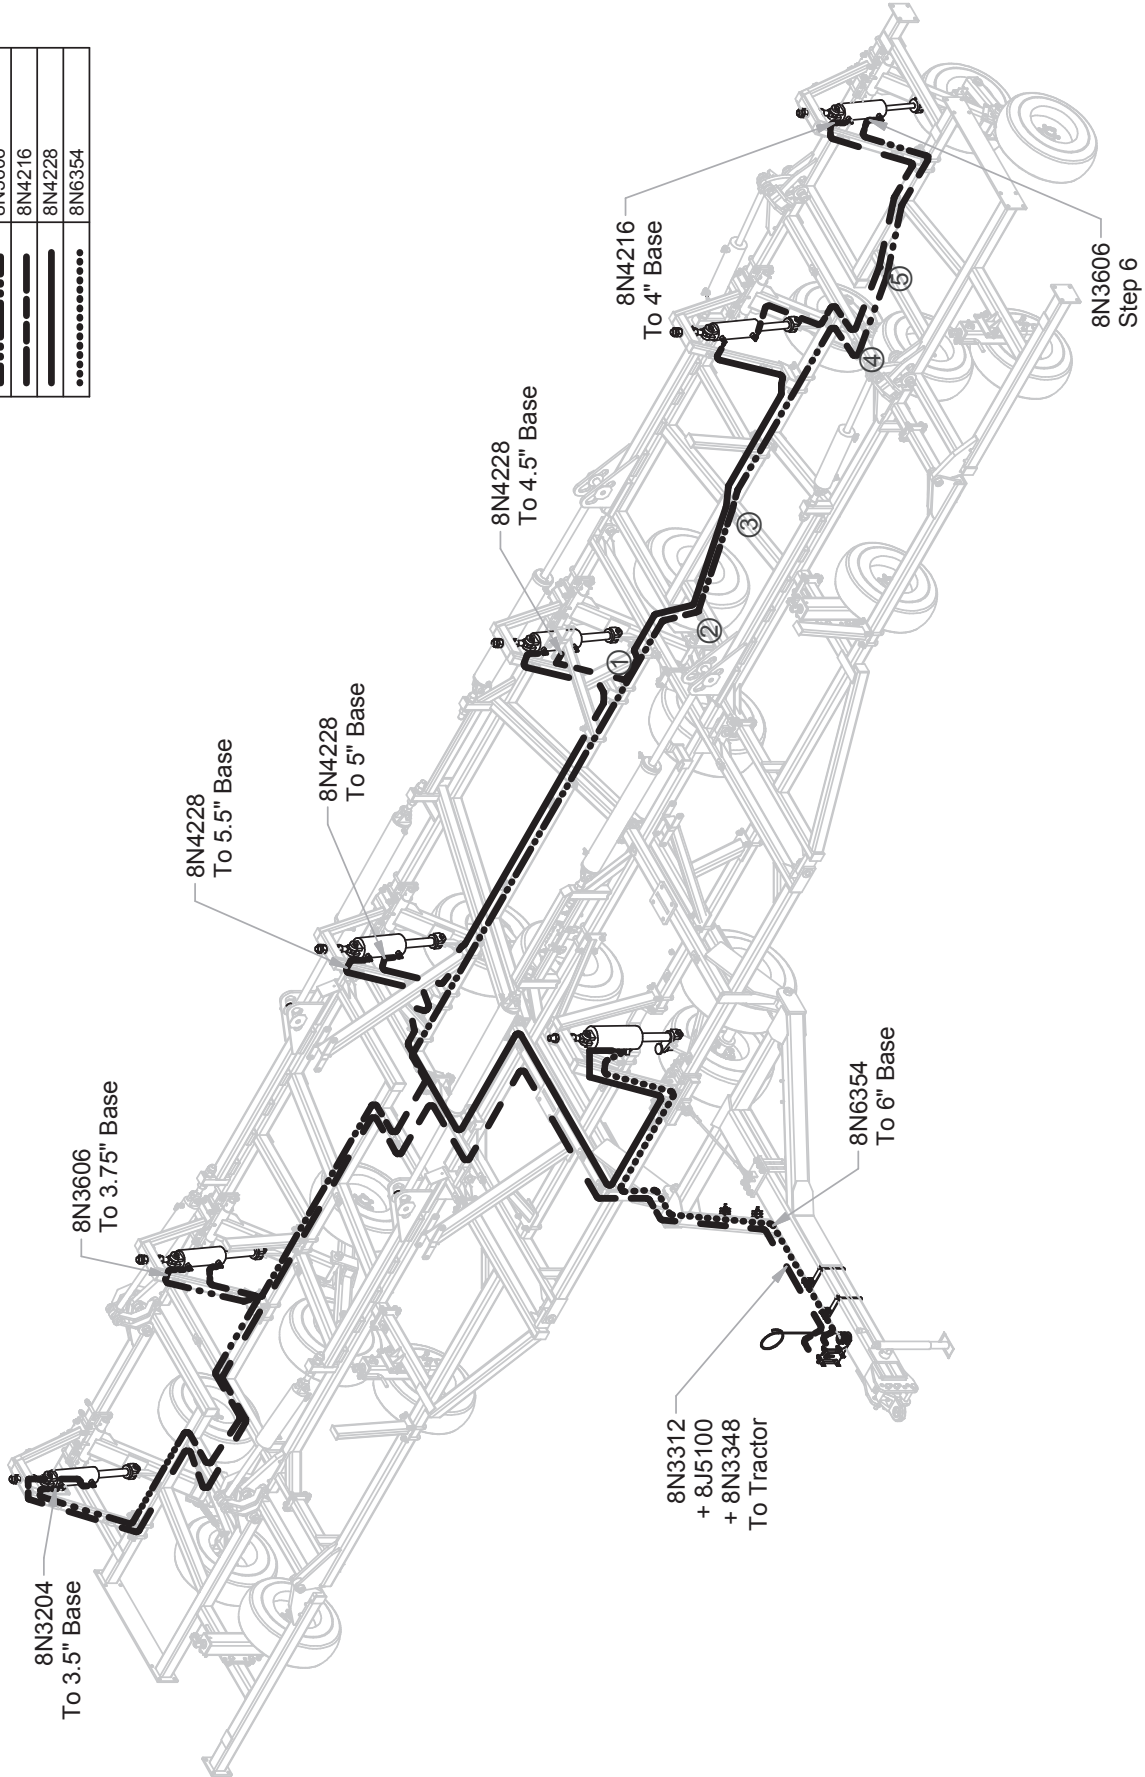 8N4216
8N4228
8N6354
8N4216
To 4" Base
8N3606
Step 6
8N4228
To 4.5" Base
8N4228
To 5" Base
8N4228
To 5.5" Base
8N3606
To 3.75" Base
8N3204
To 3.5" Base
8N6354
To 6" Base
8N3312
+ 8J5100
+ 8N3348
To Tractor
1
2
3
4
5